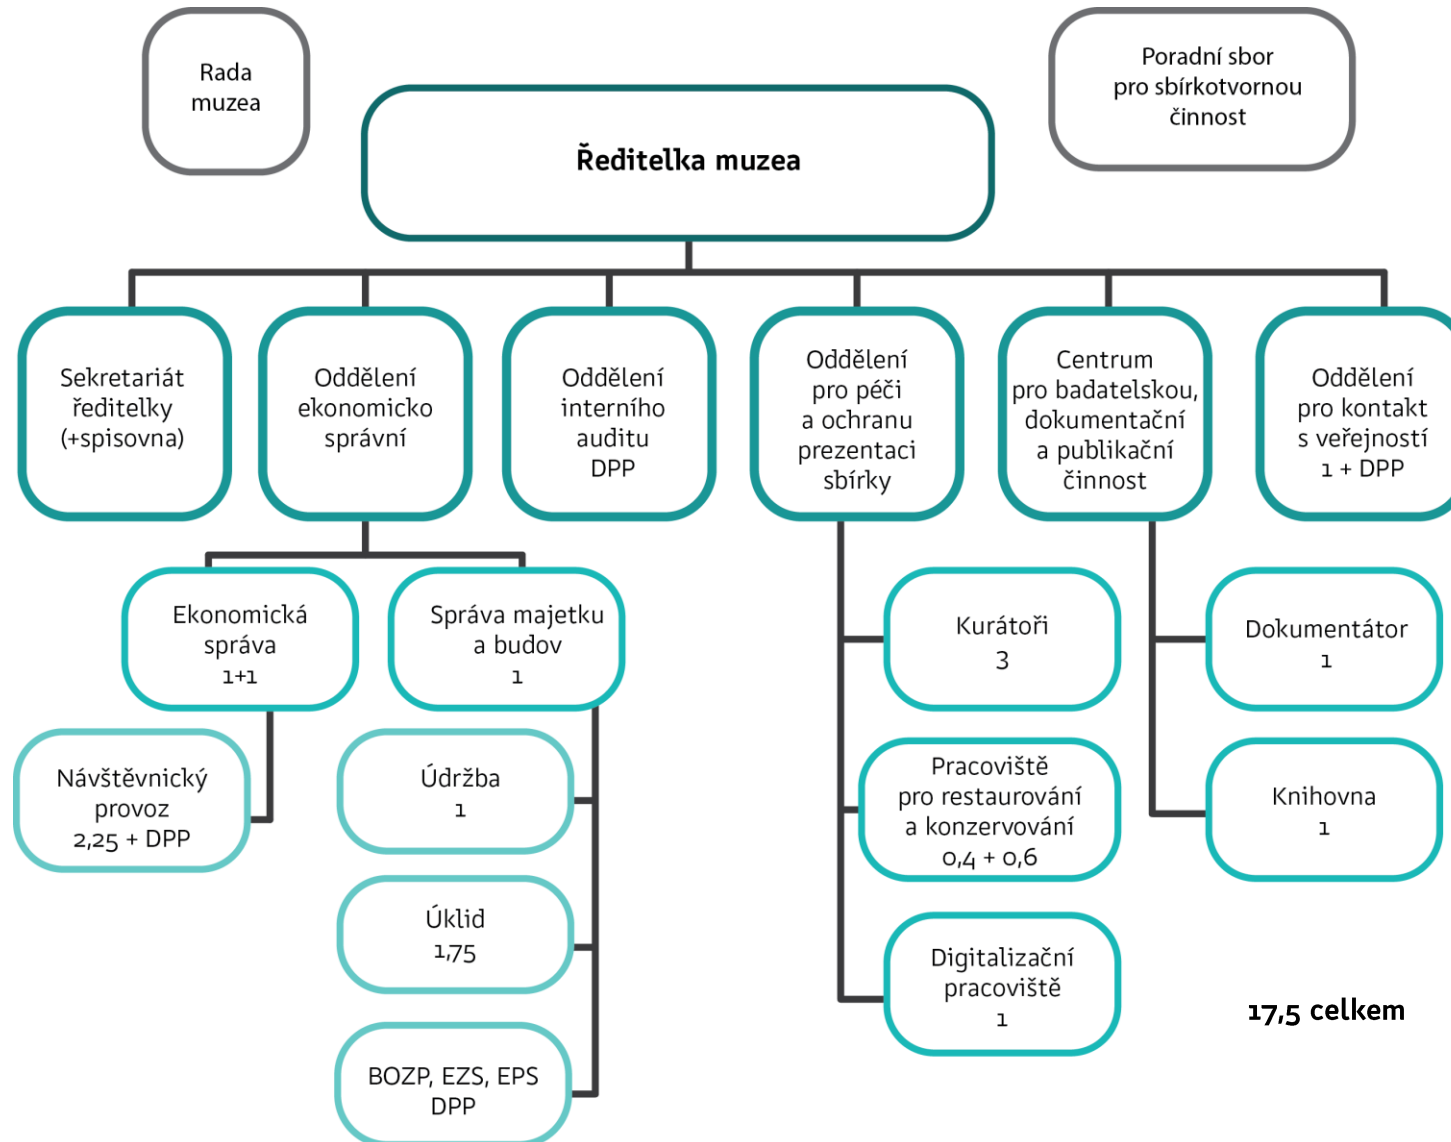 Rada
muzea
Poradní sbor
pro sbírkotvornou
činnost
Ředitelka muzea
Sekretariát
ředitelky
(+spisovna)
Oddělení
ekonomicko
správní
Oddělení
interního
auditu
DPP
Oddělení
pro péči
a ochranu
prezentaci
sbírky
Centrum
pro badatelskou,
dokumentační
a publikační
činnost
Oddělení
pro kontakt
s veřejností
1 + DPP
Ekonomická
správa
1+1
Správa majetku
a budov
1
Kurátoři
3
Dokumentátor
1
Návštěvnický
provoz
2,25 + DPP
Údržba
1
Pracoviště
pro restaurování
a konzervování
0,4 + 0,6
Knihovna
1
Úklid
1,75
Digitalizační
pracoviště
1
17,5 celkem
BOZP, EZS, EPS
DPP